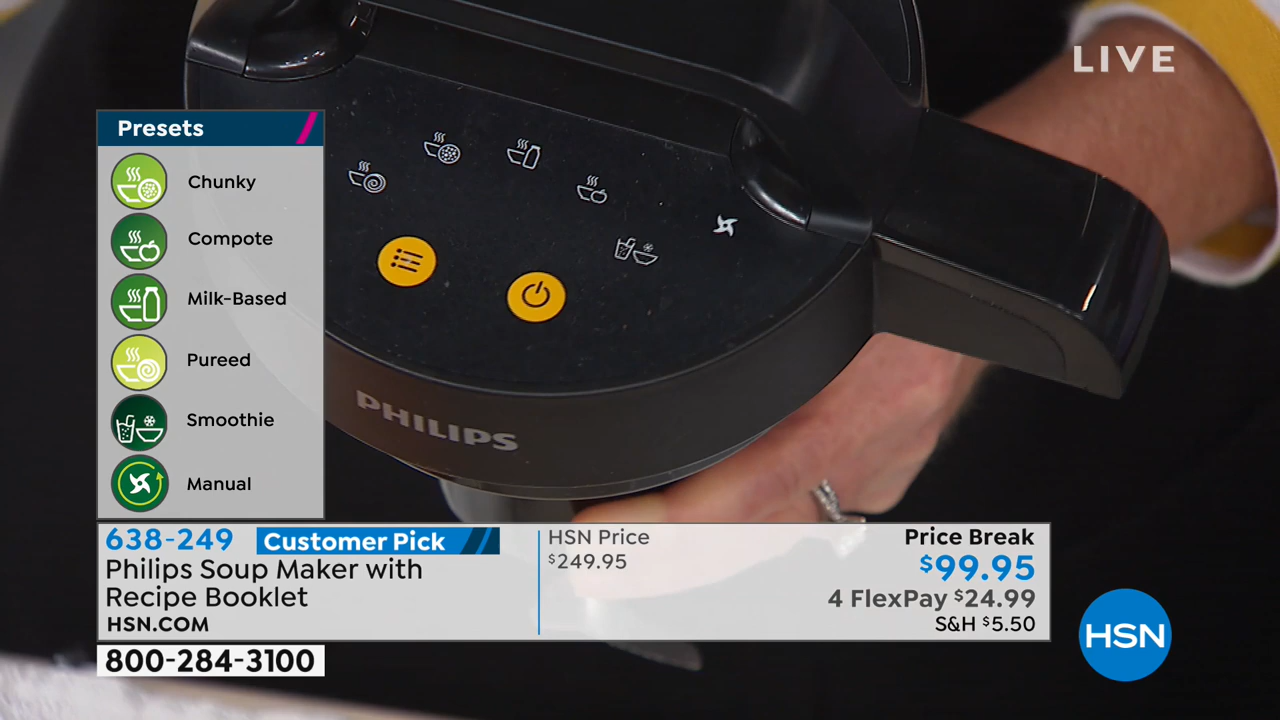 LIVE
Presets
Chunky
Compote
Milk-Based
Pureed
Smoothie
Manual
PHILIPS
638-249 Customer Pick
Philips Soup Maker with
Recipe Booklet
HSN.COM
HSN Price
$249.95
Price Break
$99.95
4 FlexPay $24.99
S&H $5.50
800-284-3100
HSN